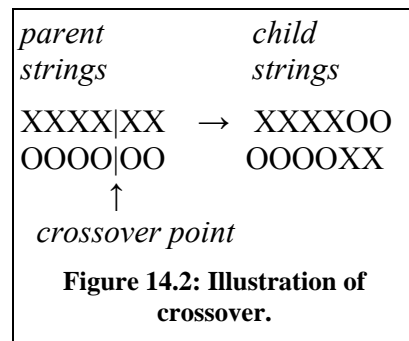 parent child
strings strings
XXXX|XX → XXXXOO
OOOO|OO OOOOXX
↑
crossover point
Figure 14.2: Illustration of
crossover.